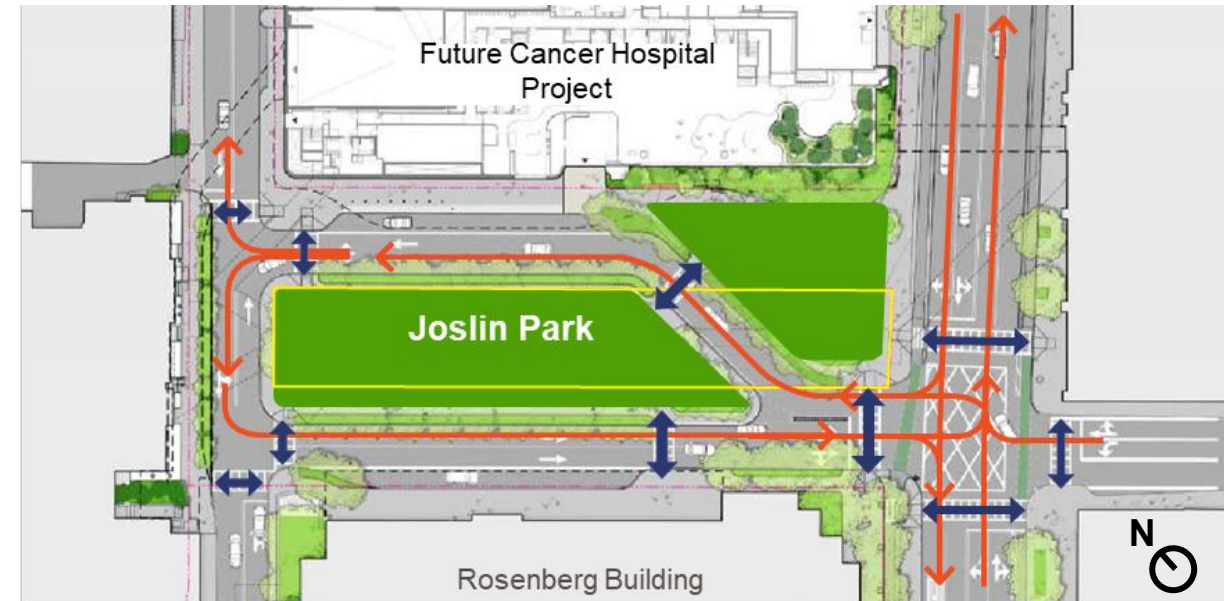 Future Cancer Hospital
Project
Joslin Park
Rosenberg Building
N